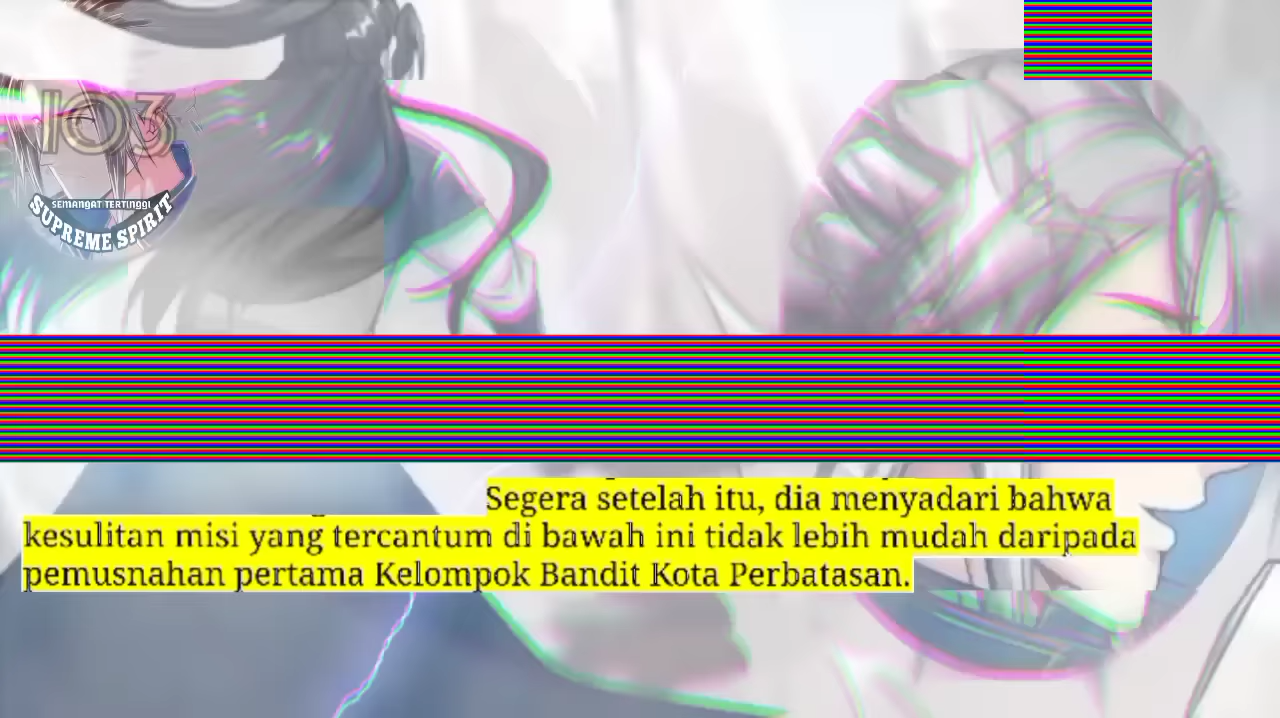 103
SEMANGAT TERTINGGI
SUPREME SPIRIT
Segera setelah itu, dia menyadari bahwa
kesulitan misi yang tercantum di bawah ini tidak lebih mudah daripada
pemusnahan pertama Kelompok Bandit Kota Perbatasan.